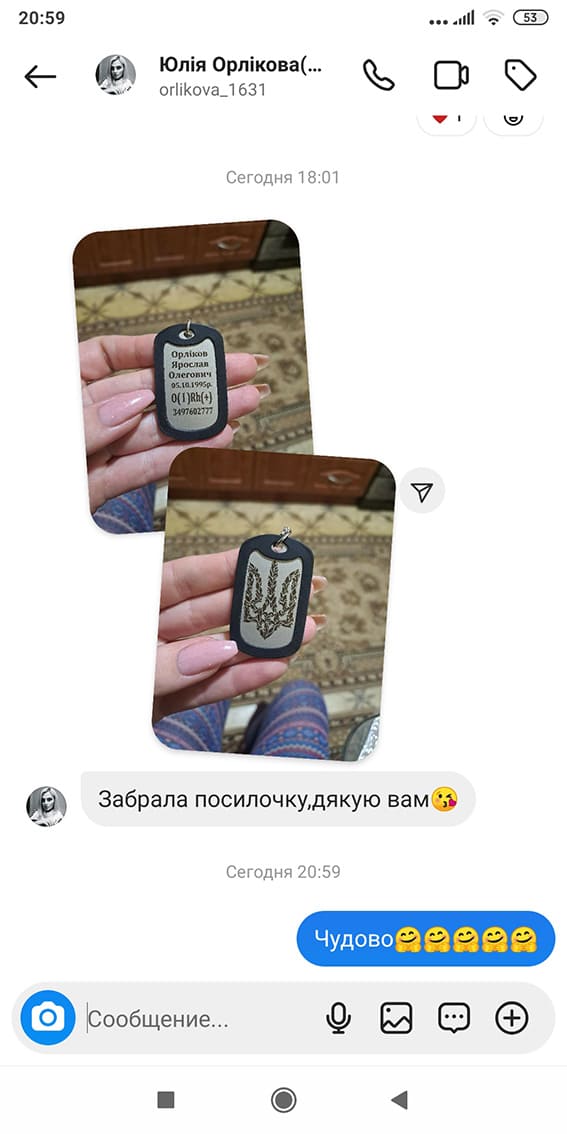 20:59
53
Юлія Орлікова(...
orlikova_1631
1
Сегодня 18:01
Орліков
Ярослав
Олегович
05.10.1995р.
O(I)Rh(+)
3497602777
Забрала посилочку,дякую вам😘
Сегодня 20:59
Чудово🤗🤗🤗🤗🤗
Сообщение...